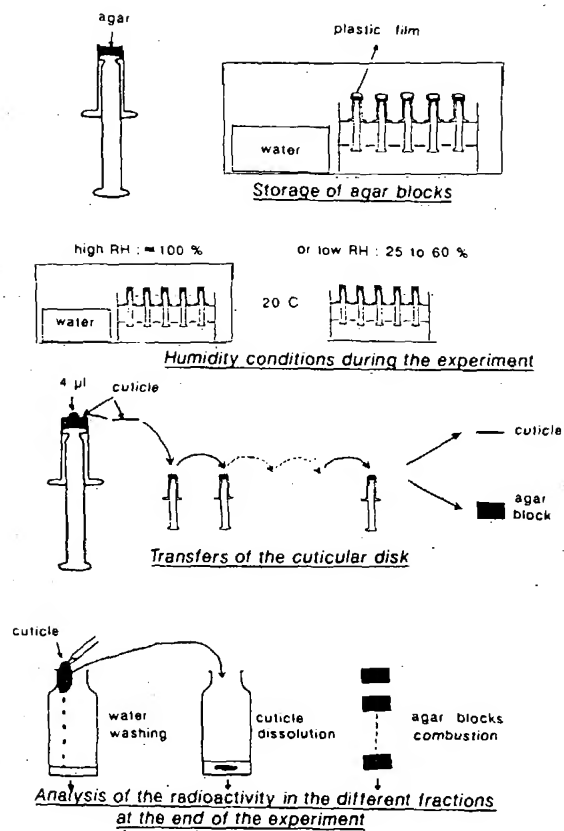 agar
plastic film
water
Storage of agar blocks
high RH : ≈ 100 %
or low RH : 25 to 60 %
water
20 C
Humidity conditions during the experiment
4 µl
cuticle
cuticle
agar
block
Transfers of the cuticular disk
cuticle
water
washing
cuticle
dissolution
agar blocks
combustion
Analysis of the radioactivity in the different fractions
at the end of the experiment